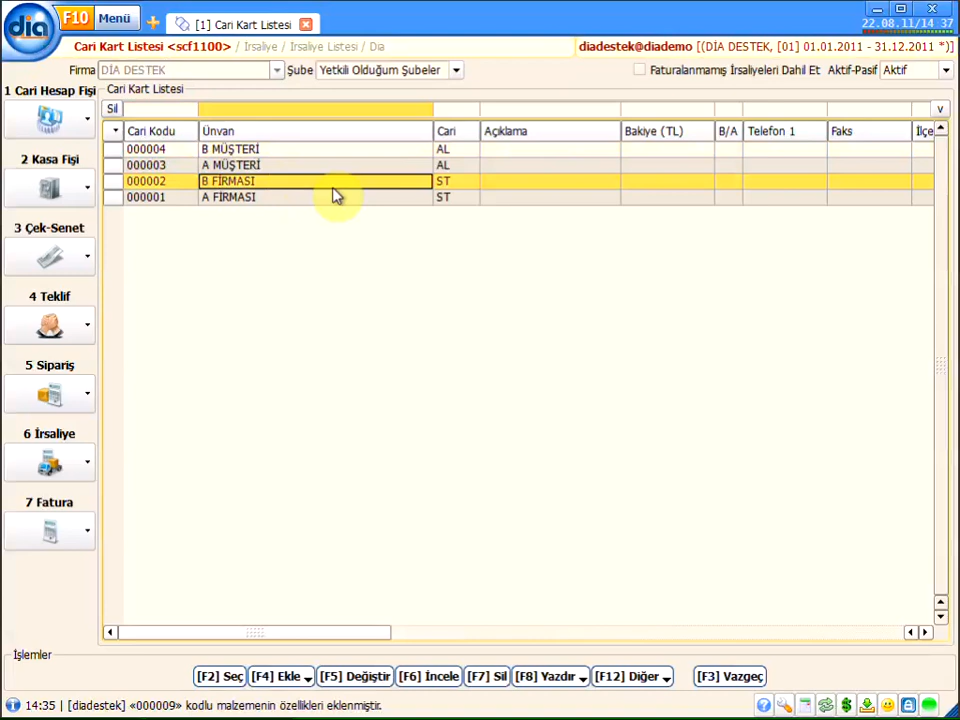 dia F10 Menü [1] Cari Kart Listesi 22.08.11/14 37
Cari Kart Listesi <scf1100> / İrsaliye / İrsaliye Listesi / Dia diadestek@diademo [(DİA DESTEK, [01] 01.01.2011 - 31.12.2011 *)]
Firma DİA DESTEK Şube Yetkili Olduğum Şubeler Faturalanmamış İrsaliyeleri Dahil Et Aktif-Pasif Aktif
1 Cari Hesap Fişi
2 Kasa Fişi
3 Çek-Senet
4 Teklif
5 Sipariş
6 İrsaliye
7 Fatura
Cari Kart Listesi
Sil v
Cari Kodu Ünvan Cari Açıklama Bakiye (TL) B/A Telefon 1 Faks İlçe
000004 B MÜŞTERİ AL
000003 A MÜŞTERİ AL
000002 B FİRMASI ST
000001 A FİRMASI ST
İşlemler
[F2] Seç [F4] Ekle [F5] Değiştir [F6] İncele [F7] Sil [F8] Yazdır [F12] Diğer [F3] Vazgeç
14:35 | [diadestek] «000009» kodlu malzemenin özellikleri eklenmiştir.